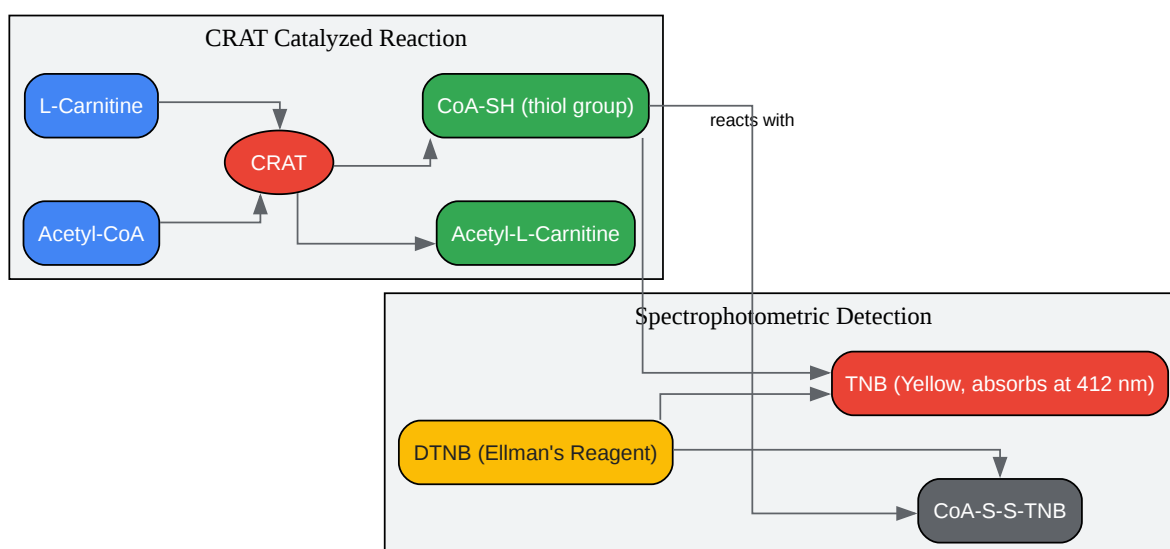 CRAT Catalyzed Reaction
L-Carnitine
CoA-SH (thiol group)
reacts with
CRAT
Acetyl-CoA
Acetyl-L-Carnitine
Spectrophotometric Detection
TNB (Yellow, absorbs at 412 nm)
DTNB (Ellman's Reagent)
CoA-S-S-TNB